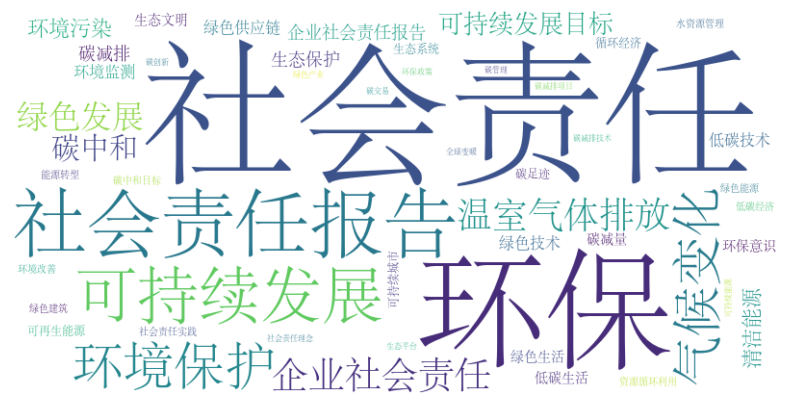 生态文明
绿色供应链
企业社会责任报告
可持续发展目标
水资源管理
环境污染
碳减排
碳创新
生态保护
生态系统
循环经济
环境监测
绿色产业
环保政策
碳管理
碳减排项目
碳交易
社会责任
绿色发展
碳中和
碳减排技术
低碳技术
全球变暖
能源转型
碳中和目标
碳足迹
绿色能源
低碳经济
社会责任报告
温室气体排放
气候变化
绿色技术
碳减量
环保意识
环境改善
可持续发展
可持续城市
环保
绿色建筑
清洁能源
可再生能源
社会责任实践
社会责任理念
生态平台
绿色生活
环境保护
企业社会责任
低碳生活
资源循环利用